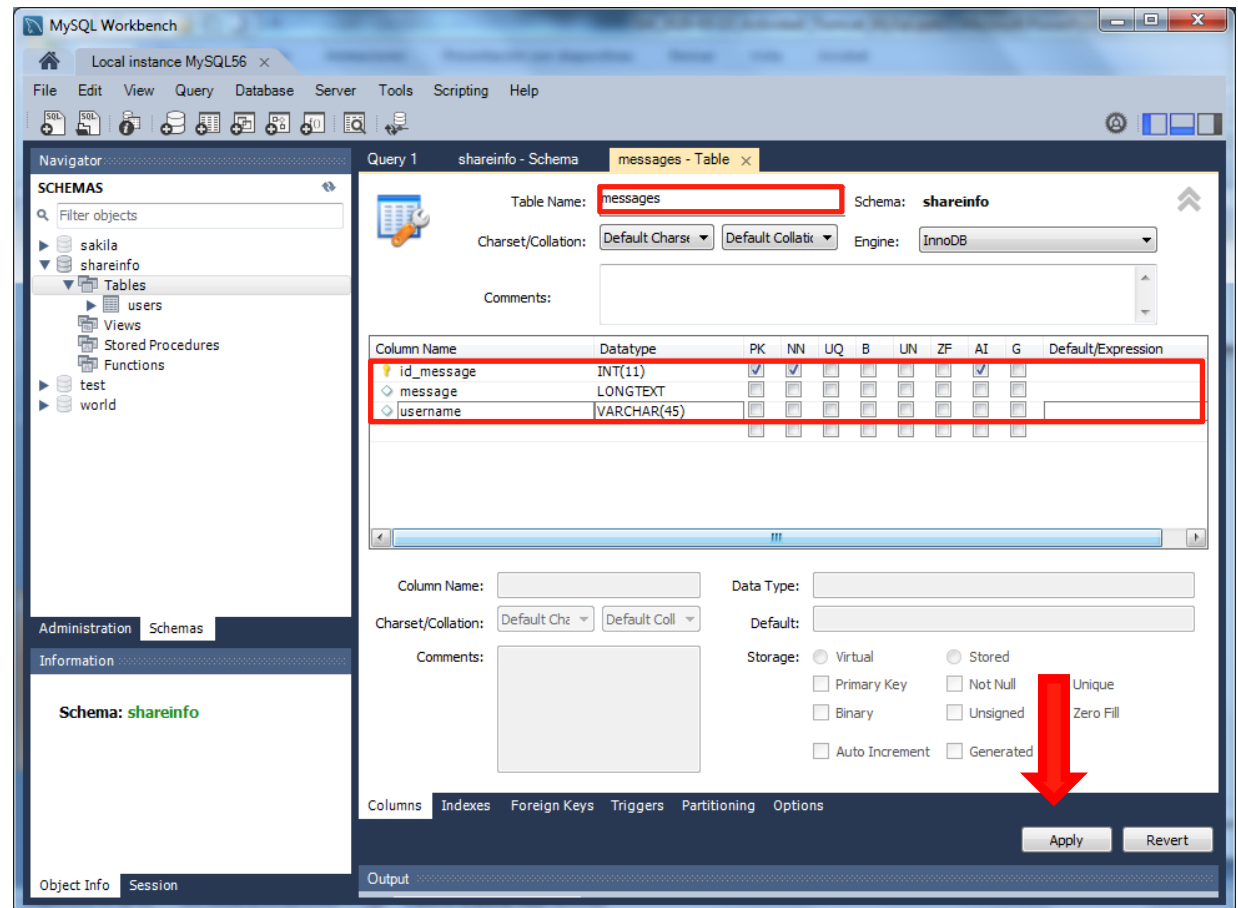 MySQL Workbench
Local instance MySQL56
File Edit View Query Database Server Tools Scripting Help
Navigator
SCHEMAS
Filter objects
sakila
shareinfo
Tables
users
Views
Stored Procedures
Functions
test
world
Administration Schemas
Information
Schema: shareinfo
Object Info Session
Query 1 shareinfo - Schema messages - Table
Table Name: messages Schema: shareinfo
Charset/Collation: Default Charse Default Collatic Engine: InnoDB
Comments:
Column Name Datatype PK NN UQ B UN ZF AI G Default/Expression
id_message INT(11)
message LONGTEXT
username VARCHAR(45)
Column Name: Data Type:
Charset/Collation: Default Cha Default Coll Default:
Comments: Storage: Virtual Stored
Primary Key Not Null Unique
Binary Unsigned Zero Fill
Auto Increment Generated
Columns Indexes Foreign Keys Triggers Partitioning Options
Apply Revert
Output